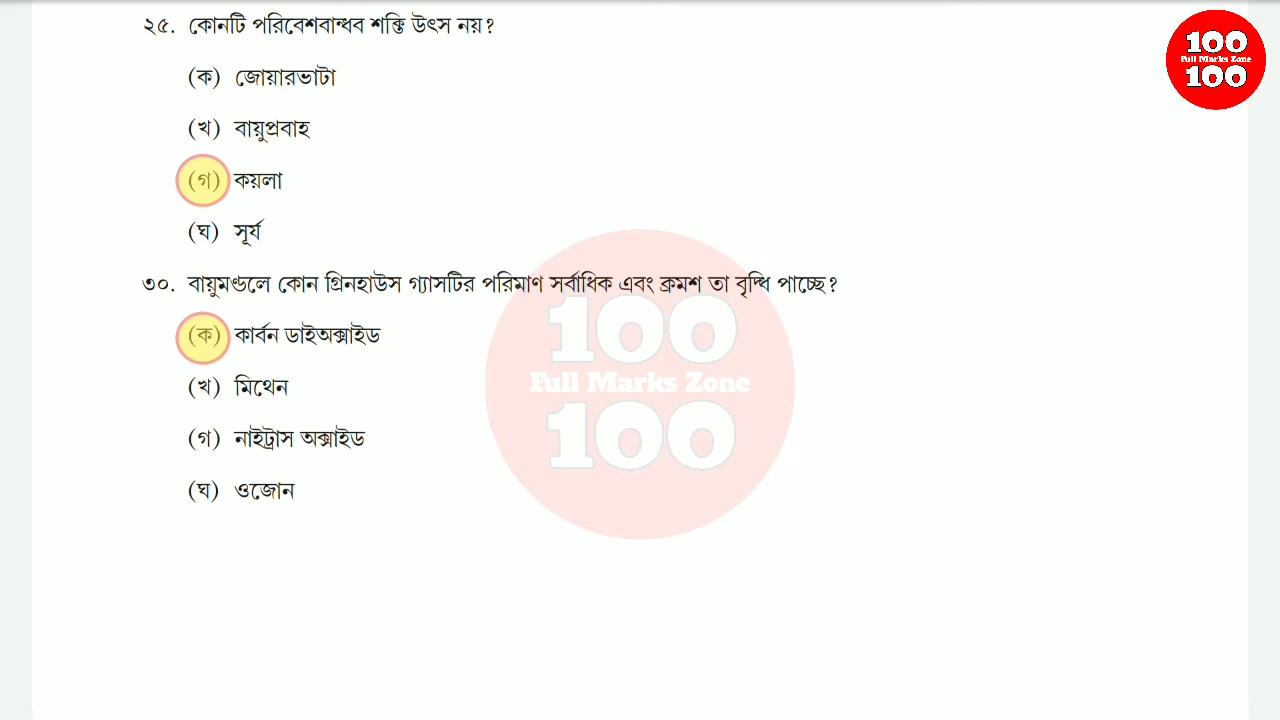 ২৫. কোনটি পরিবেশবান্ধব শক্তি উৎস নয়?
(ক) জোয়ারভাটা
(খ) বায়ুপ্রবাহ
(গ) কয়লা
(ঘ) সূর্য
৩০. বায়ুমণ্ডলে কোন গ্রিনহাউস গ্যাসটির পরিমাণ সর্বাধিক এবং ক্রমশ তা বৃদ্ধি পাচ্ছে?
(ক) কার্বন ডাইঅক্সাইড
(খ) মিথেন
(গ) নাইট্রাস অক্সাইড
(ঘ) ওজোন
100
Full Marks Zone
100
100
Full Marks Zone
100